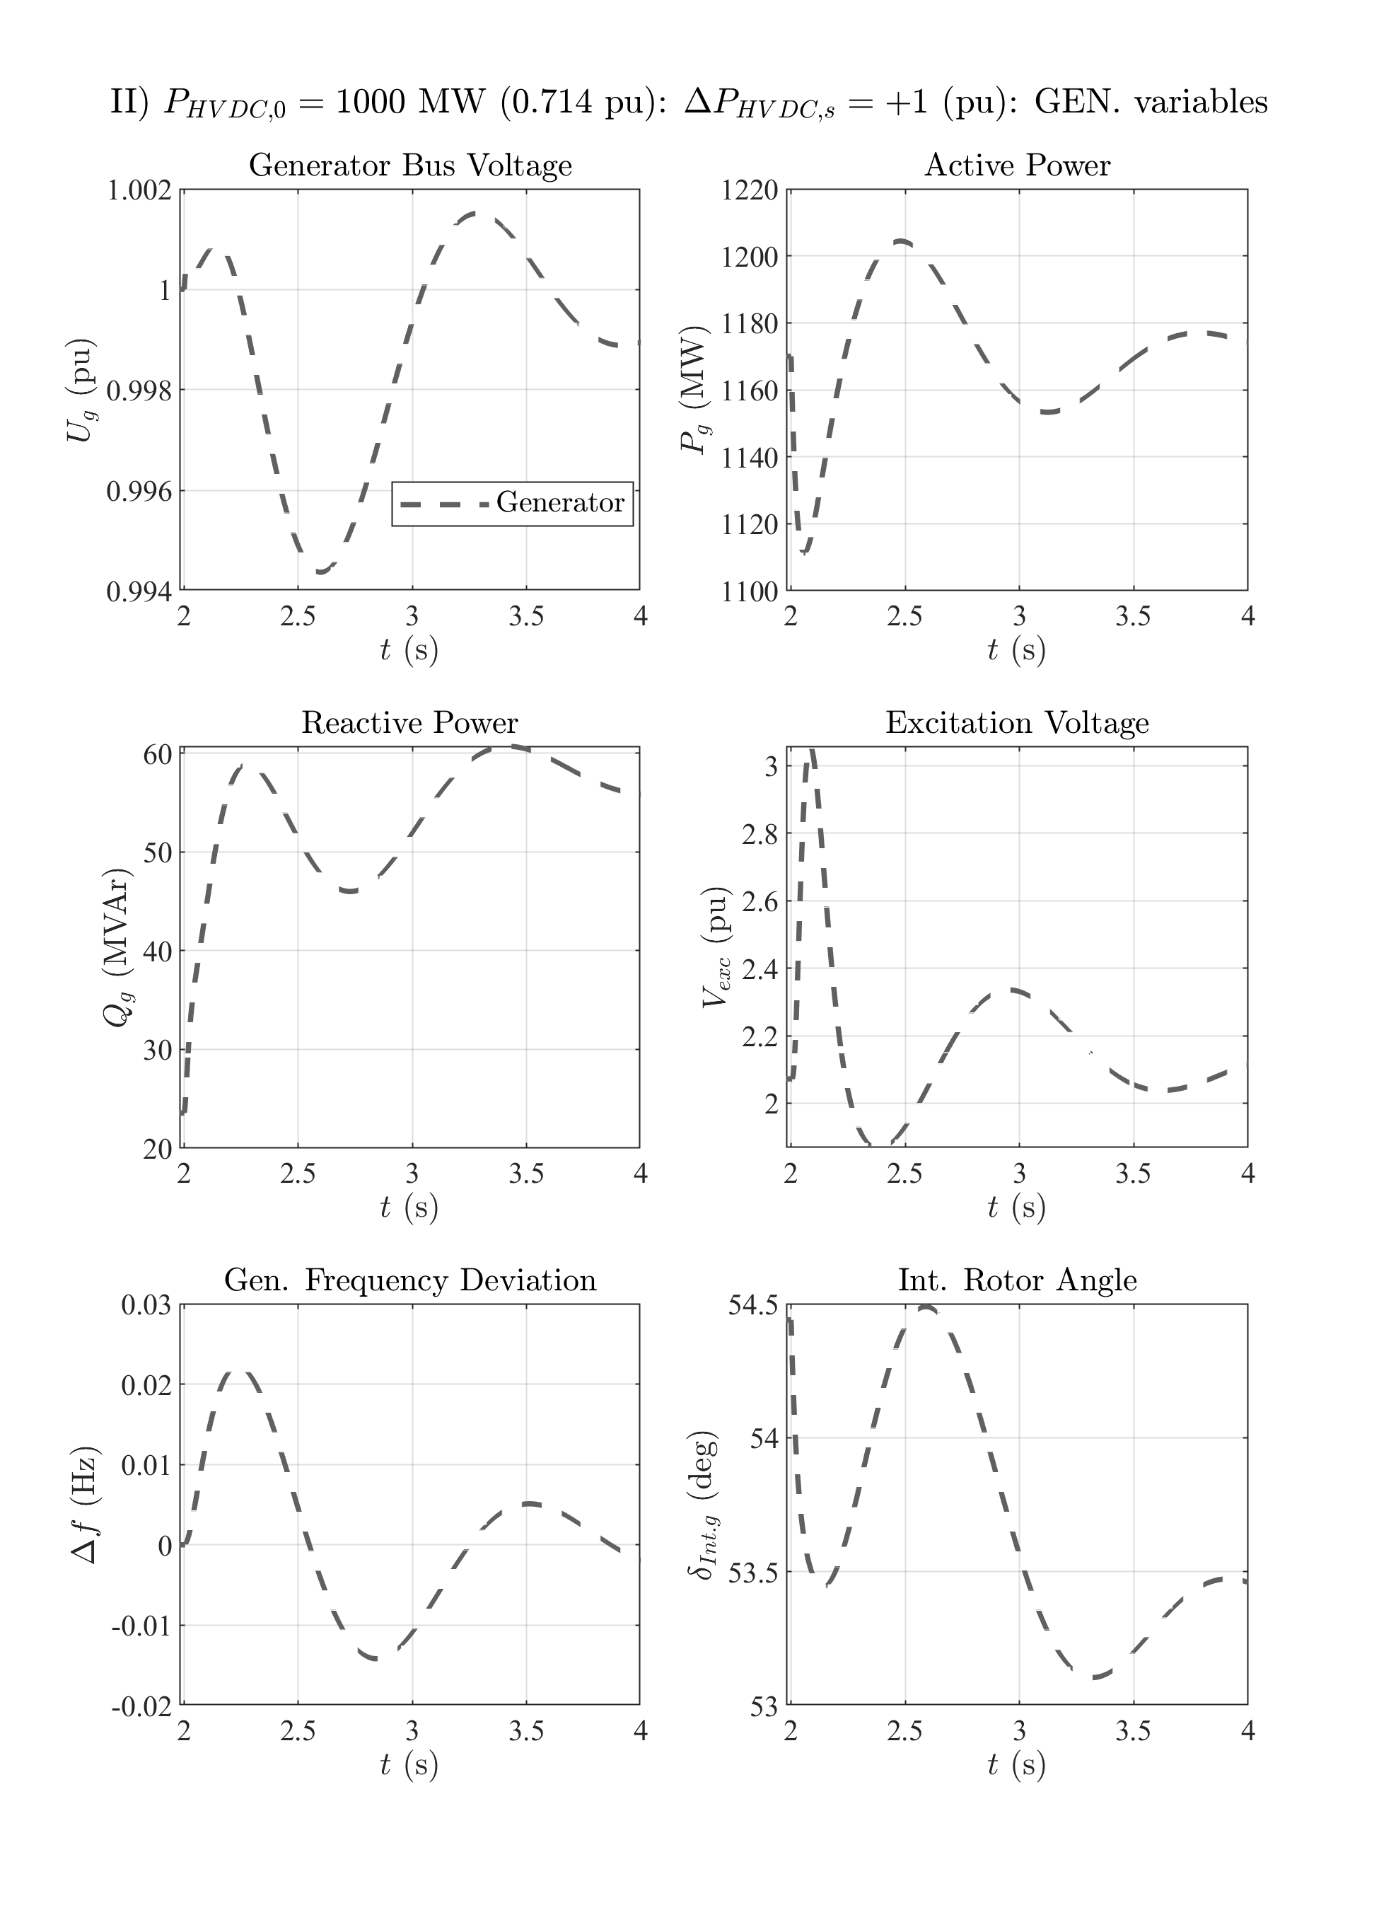 II) P_{HVDC,0} = 1000 MW (0.714 pu): ΔP_{HVDC,s} = +1 (pu): GEN. variables
Generator Bus Voltage
1.002
1
0.998
0.996
0.994
U_g (pu)
Generator
2 2.5 3 3.5 4
t (s)
Active Power
1220
1200
1180
1160
1140
1120
1100
P_g (MW)
2 2.5 3 3.5 4
t (s)
Reactive Power
60
50
40
30
20
Q_g (MVAr)
2 2.5 3 3.5 4
t (s)
Excitation Voltage
3
2.8
2.6
2.4
2.2
2
V_{exc} (pu)
2 2.5 3 3.5 4
t (s)
Gen. Frequency Deviation
0.03
0.02
0.01
0
-0.01
-0.02
Δf (Hz)
2 2.5 3 3.5 4
t (s)
Int. Rotor Angle
54.5
54
53.5
53
δ_{Int.g} (deg)
2 2.5 3 3.5 4
t (s)